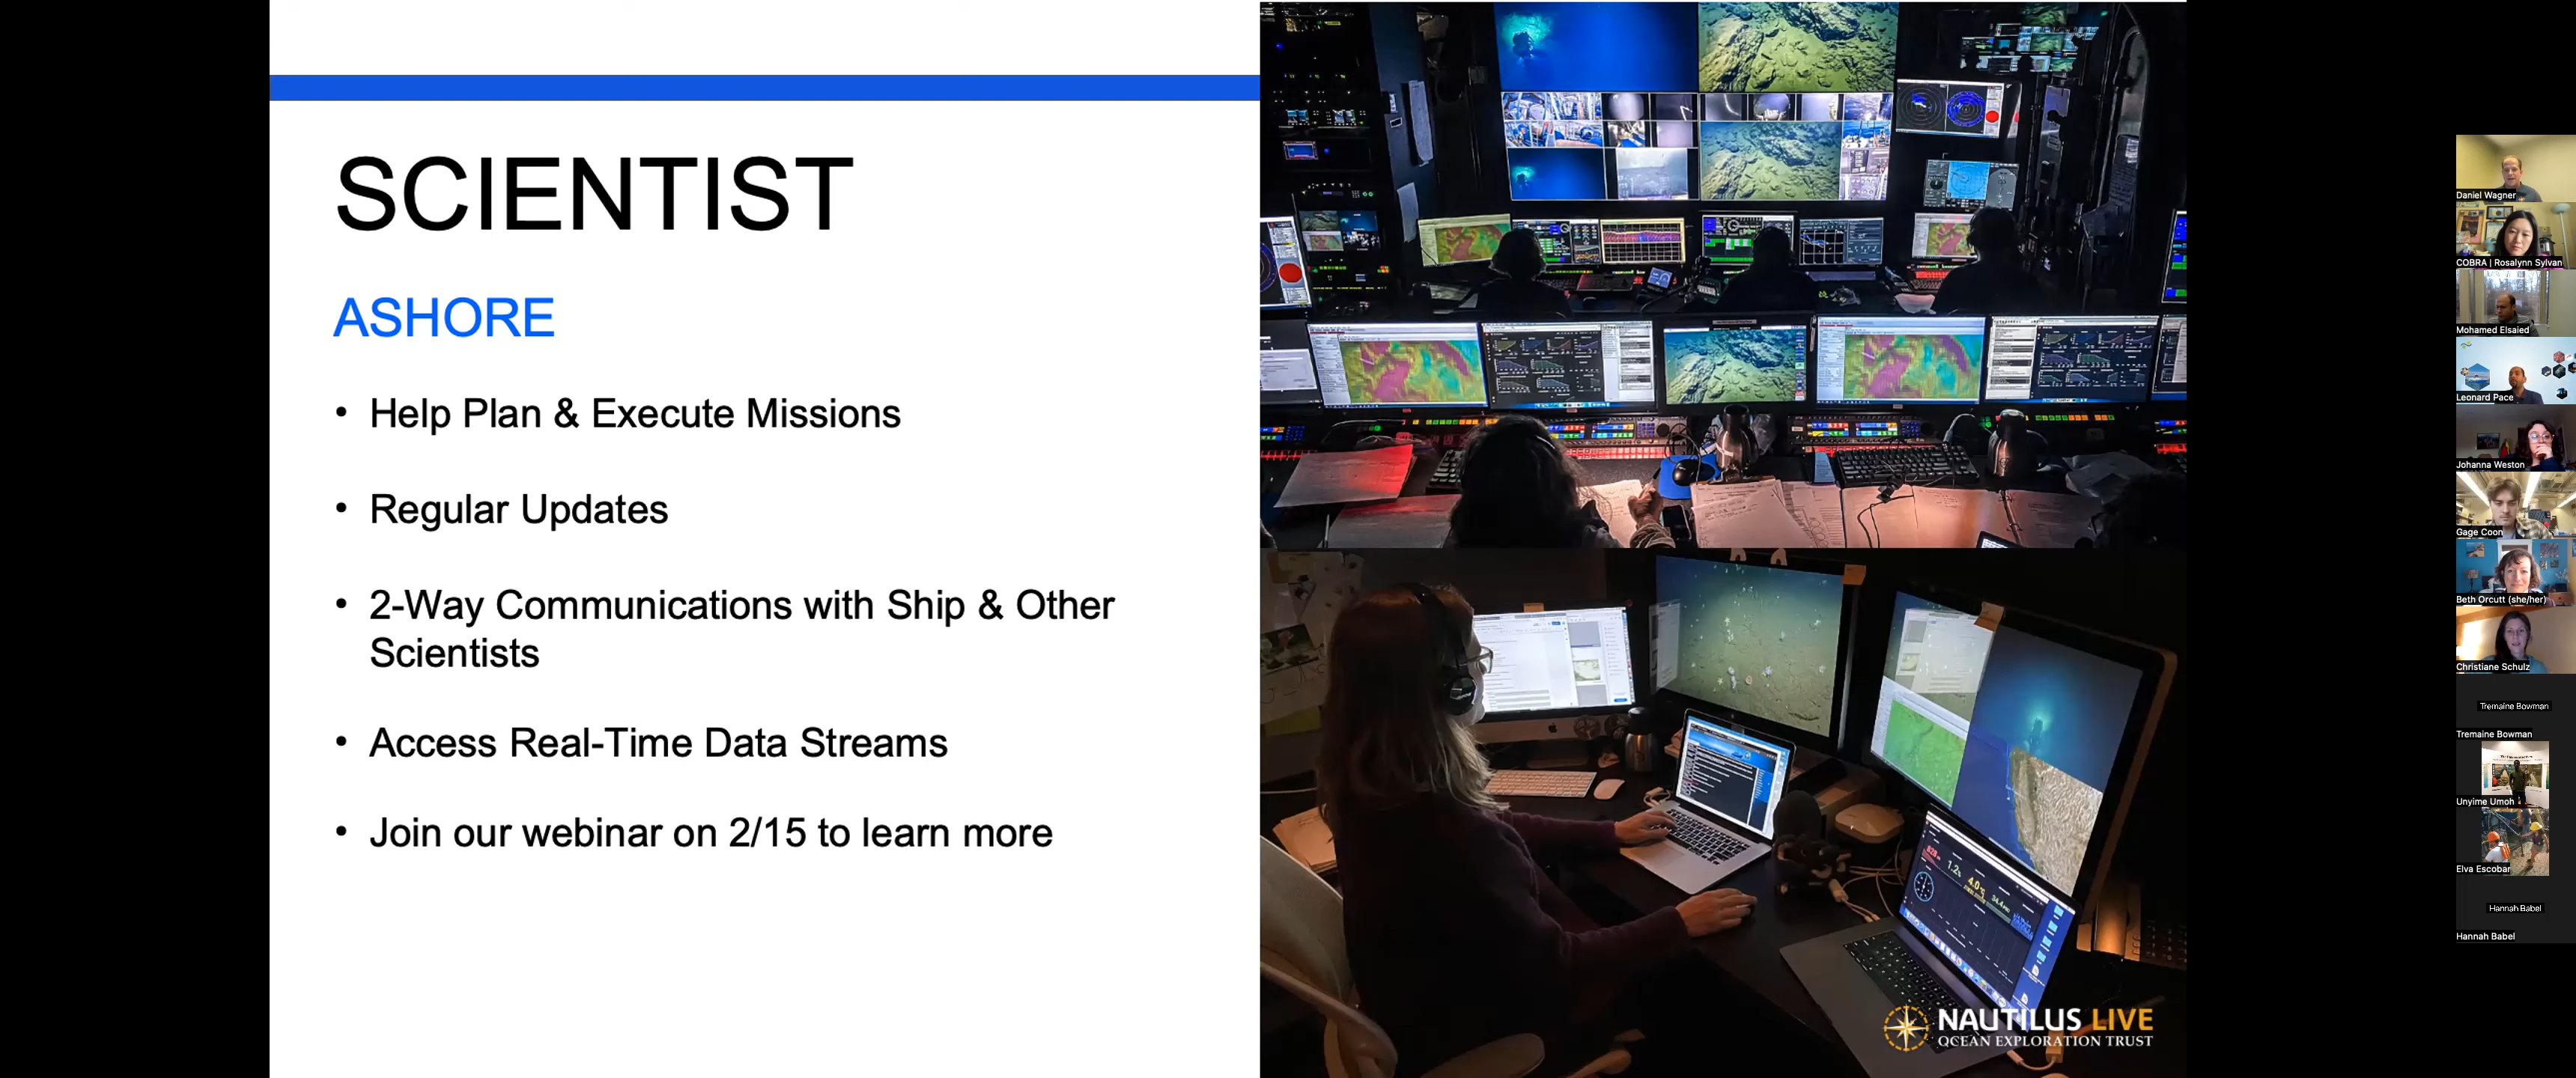 SCIENTIST
ASHORE
• Help Plan & Execute Missions
• Regular Updates
• 2-Way Communications with Ship & Other
Scientists
• Access Real-Time Data Streams
• Join our webinar on 2/15 to learn more
NAUTILUS LIVE
OCEAN EXPLORATION TRUST
Daniel Wagner
COBRA | Rosalynn Sylvan
Mohamed Elsaied
Leonard Pace
Johanna Weston
Gage Coon
Beth Orcutt (she/her)
Christiane Schulz
Tremaine Bowman
Tremaine Bowman
Unyime Umoh
Elva Escobar
Hannah Babel
Hannah Babel